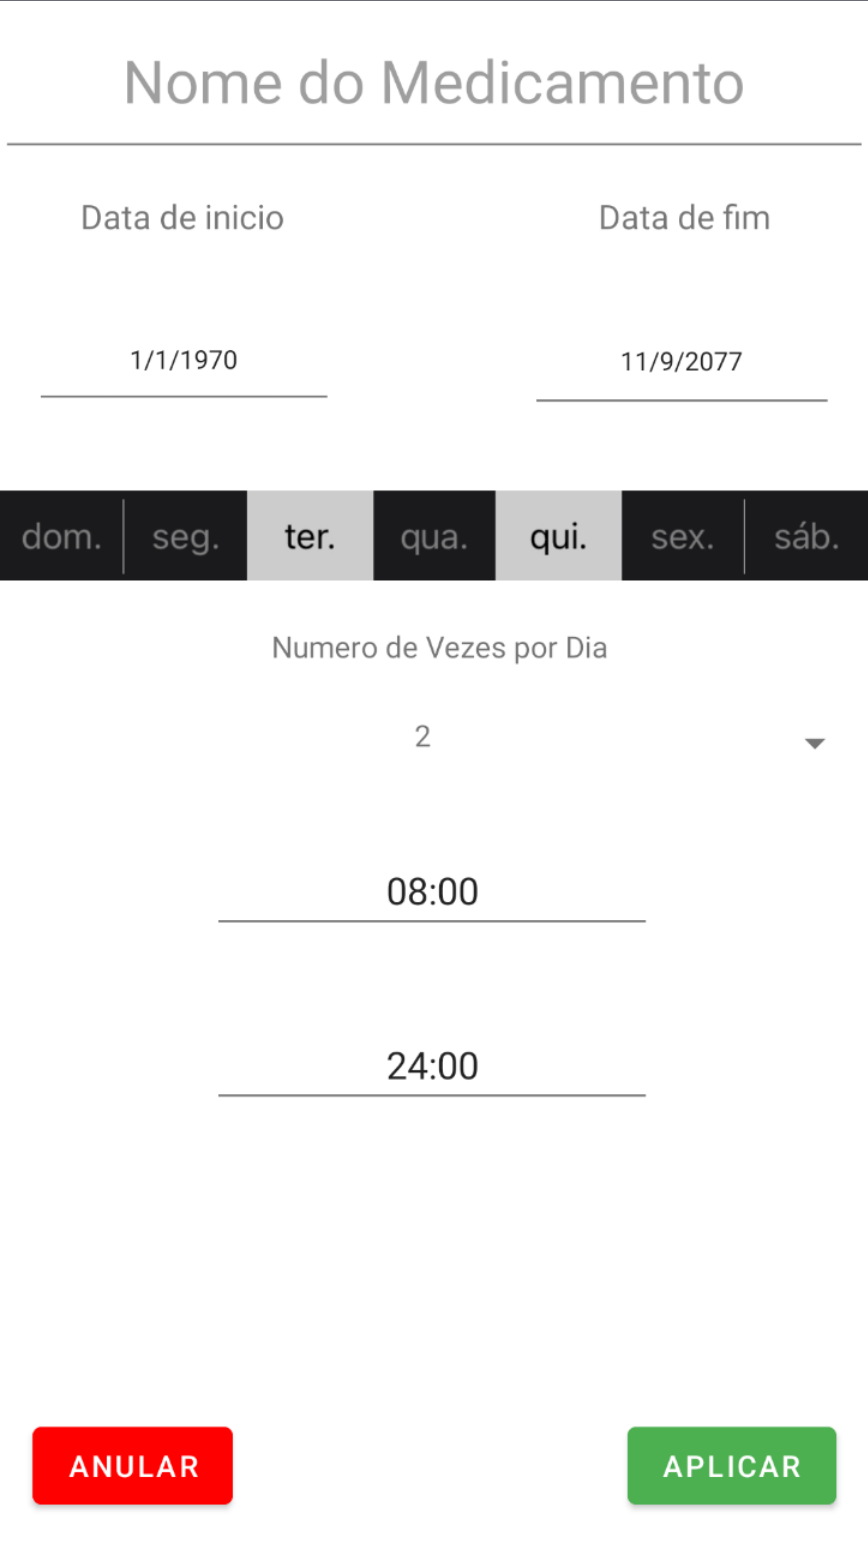 Nome do Medicamento
Data de inicio Data de fim
1/1/1970 11/9/2077
dom. seg. ter. qua. qui. sex. sáb.
Numero de Vezes por Dia
2
08:00
24:00
ANULAR APLICAR